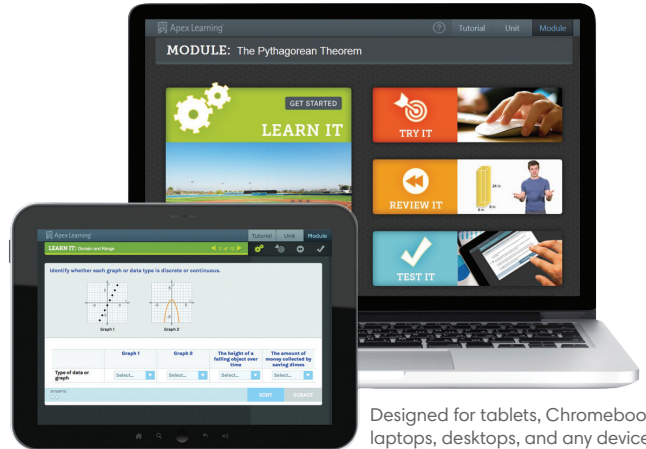 Apex Learning
? Tutorial Unit Module
MODULE: The Pythagorean Theorem
GET STARTED
LEARN IT
TRY IT
REVIEW IT
24 in
TEST IT
Apex Learning
Tutorial Unit Module
LEARN IT: Domain and Range
Identify whether each graph or data type is discrete or continuous.
Graph 1 Graph 2
Graph 1 Graph 2 The height of a falling object over time The amount of money collected by saving dimes
Type of data or graph Select... Select... Select... Select...
HINT SUBMIT
Designed for tablets, Chromeboo
laptops, desktops, and any device